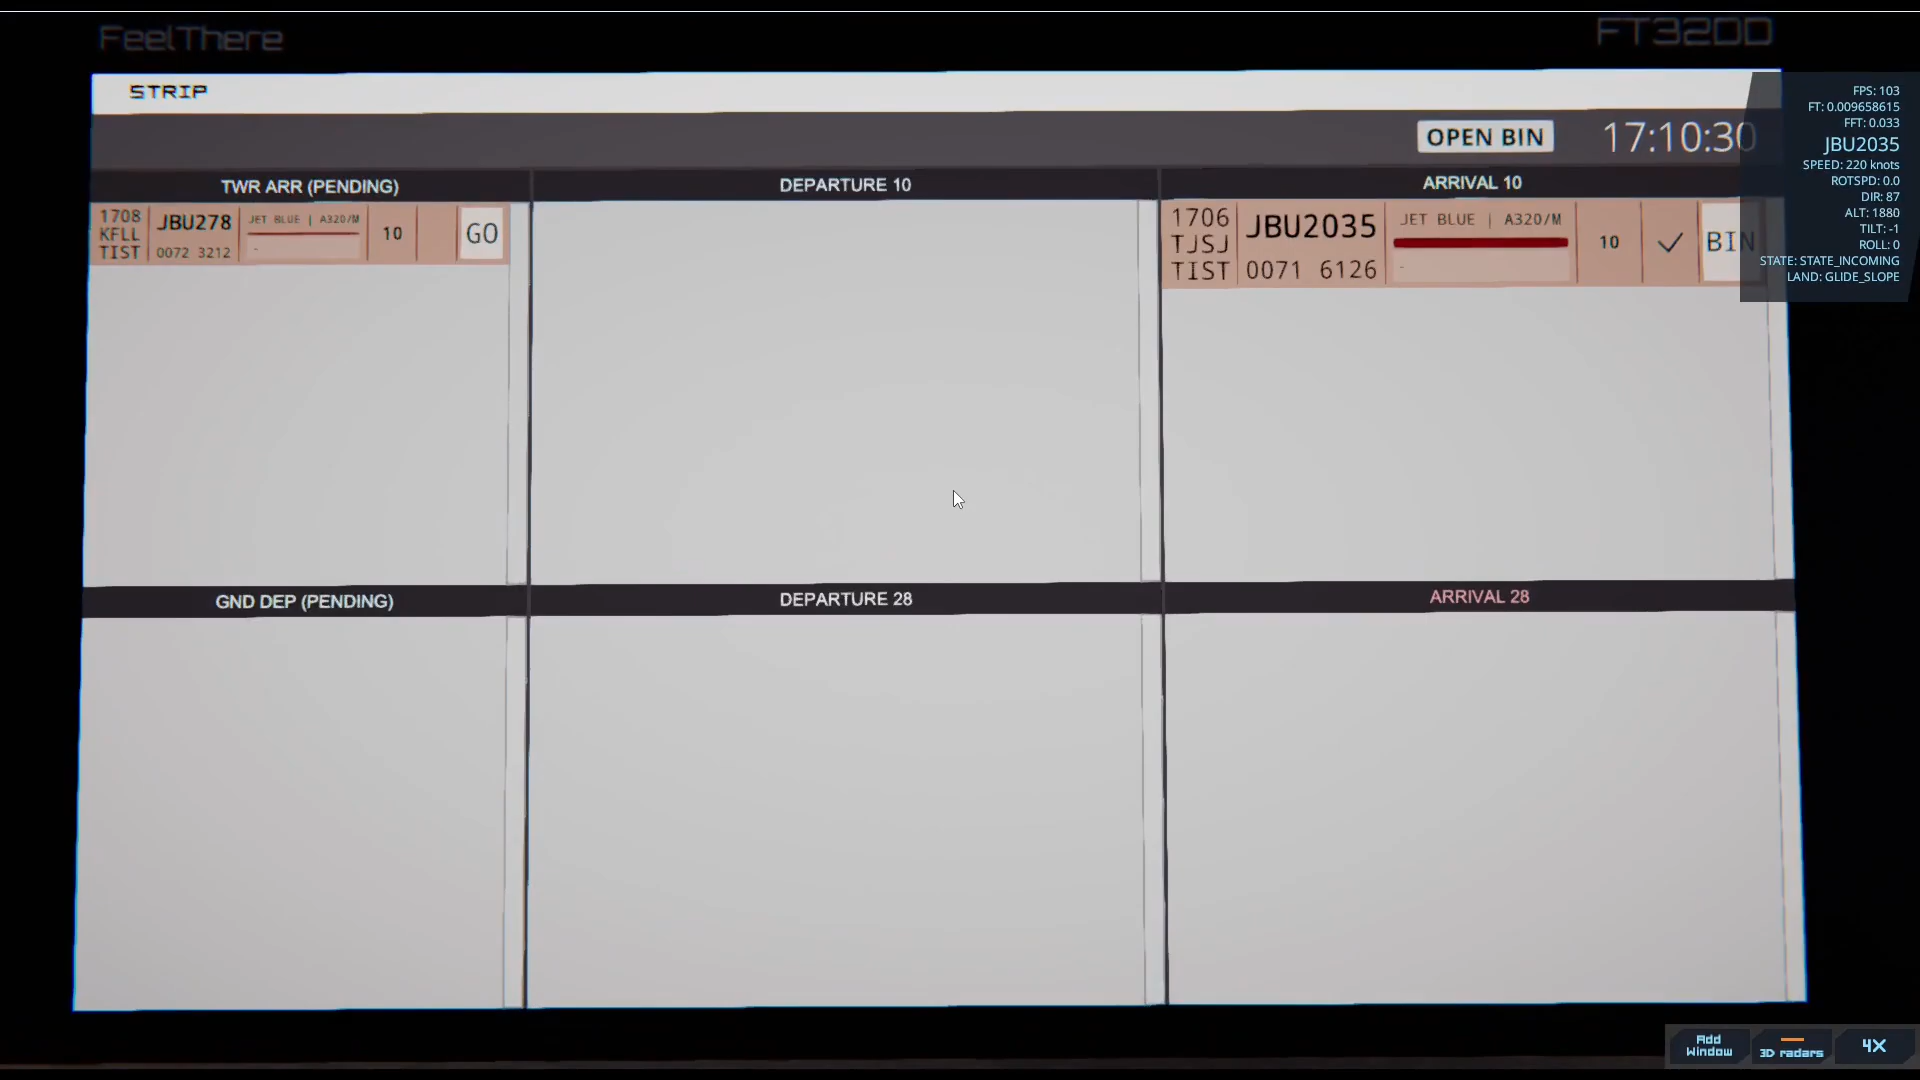 FeelThere
FT32DD
STRIP
OPEN BIN
17:10:30
TWR ARR (PENDING)
DEPARTURE 10
ARRIVAL 10
1708
KFLL
TIST
JBU278
0072 3212
JET BLUE | A320/M
-
10
GO
1706
TJSJ
TIST
JBU2035
0071 6126
JET BLUE | A320/M
-
10
✓
BIN
FPS: 103
FT: 0.009658615
FFT: 0.033
JBU2035
SPEED: 220 knots
ROTSPD: 0.0
DIR: 87
ALT: 1880
TILT: -1
ROLL: 0
STATE: STATE_INCOMING
LAND: GLIDE_SLOPE
GND DEP (PENDING)
DEPARTURE 28
ARRIVAL 28
Add
Window
3D radars
4X